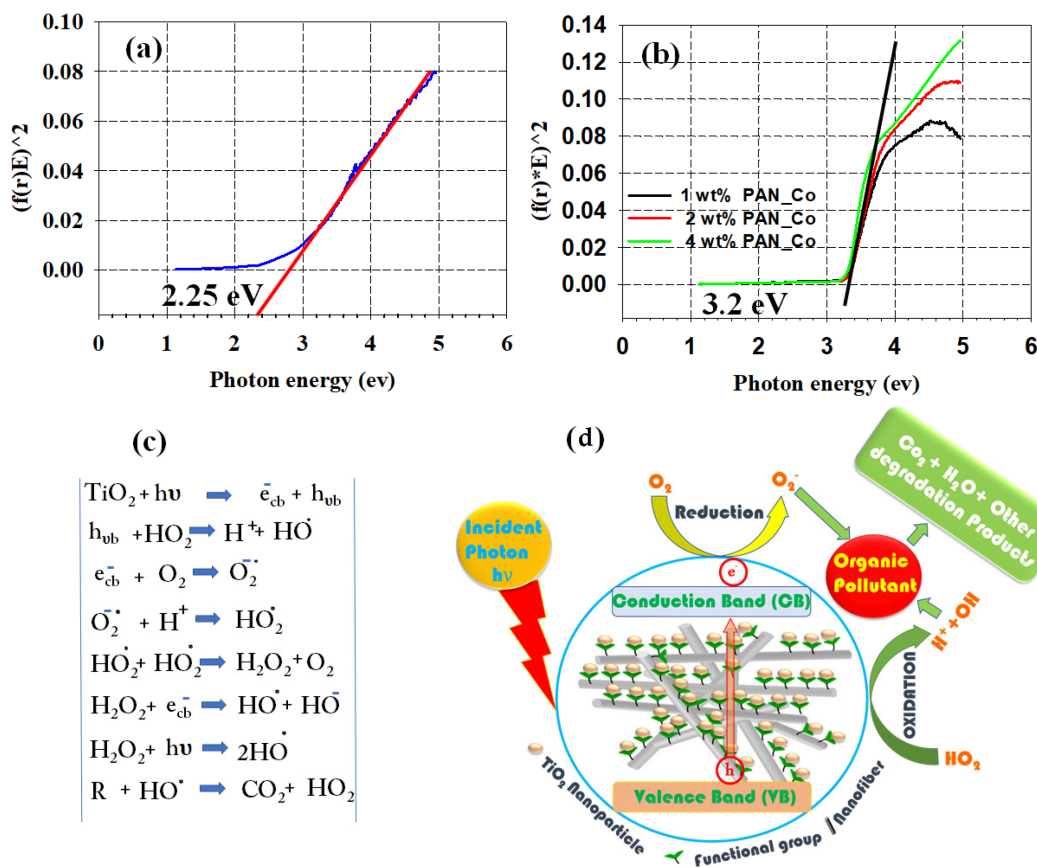 (a)
(f(r)E)^2
0.10
0.08
0.06
0.04
0.02
0.00
2.25 eV
0 1 2 3 4 5 6
Photon energy (ev)
(b)
(f(r)*E)^2
0.14
0.12
0.10
0.08
0.06
0.04
0.02
0.00
1 wt% PAN_Co
2 wt% PAN_Co
4 wt% PAN_Co
3.2 eV
0 1 2 3 4 5 6
Photon energy (ev)
(c)
TiO₂ + hυ → e⁻cb + hυb
hυb + HO₂ → H⁺ + HO•
e⁻cb + O₂ → O₂⁻•
O₂⁻• + H⁺ → HO₂•
HO₂• + HO₂• → H₂O₂ + O₂
H₂O₂ + e⁻cb → HO• + HO⁻
H₂O₂ + hυ → 2HO•
R + HO• → CO₂ + HO₂
(d)
Incident
Photon
hν
O₂
O₂⁻
Reduction
Co₂ + H₂O + Other
degradation
Products
Organic
Pollutant
e⁻
Conduction Band (CB)
H⁺+OH
OXIDATION
HO₂
h
Valence Band (VB)
TiO₂ Nanoparticle
Functional group /Nanofiber